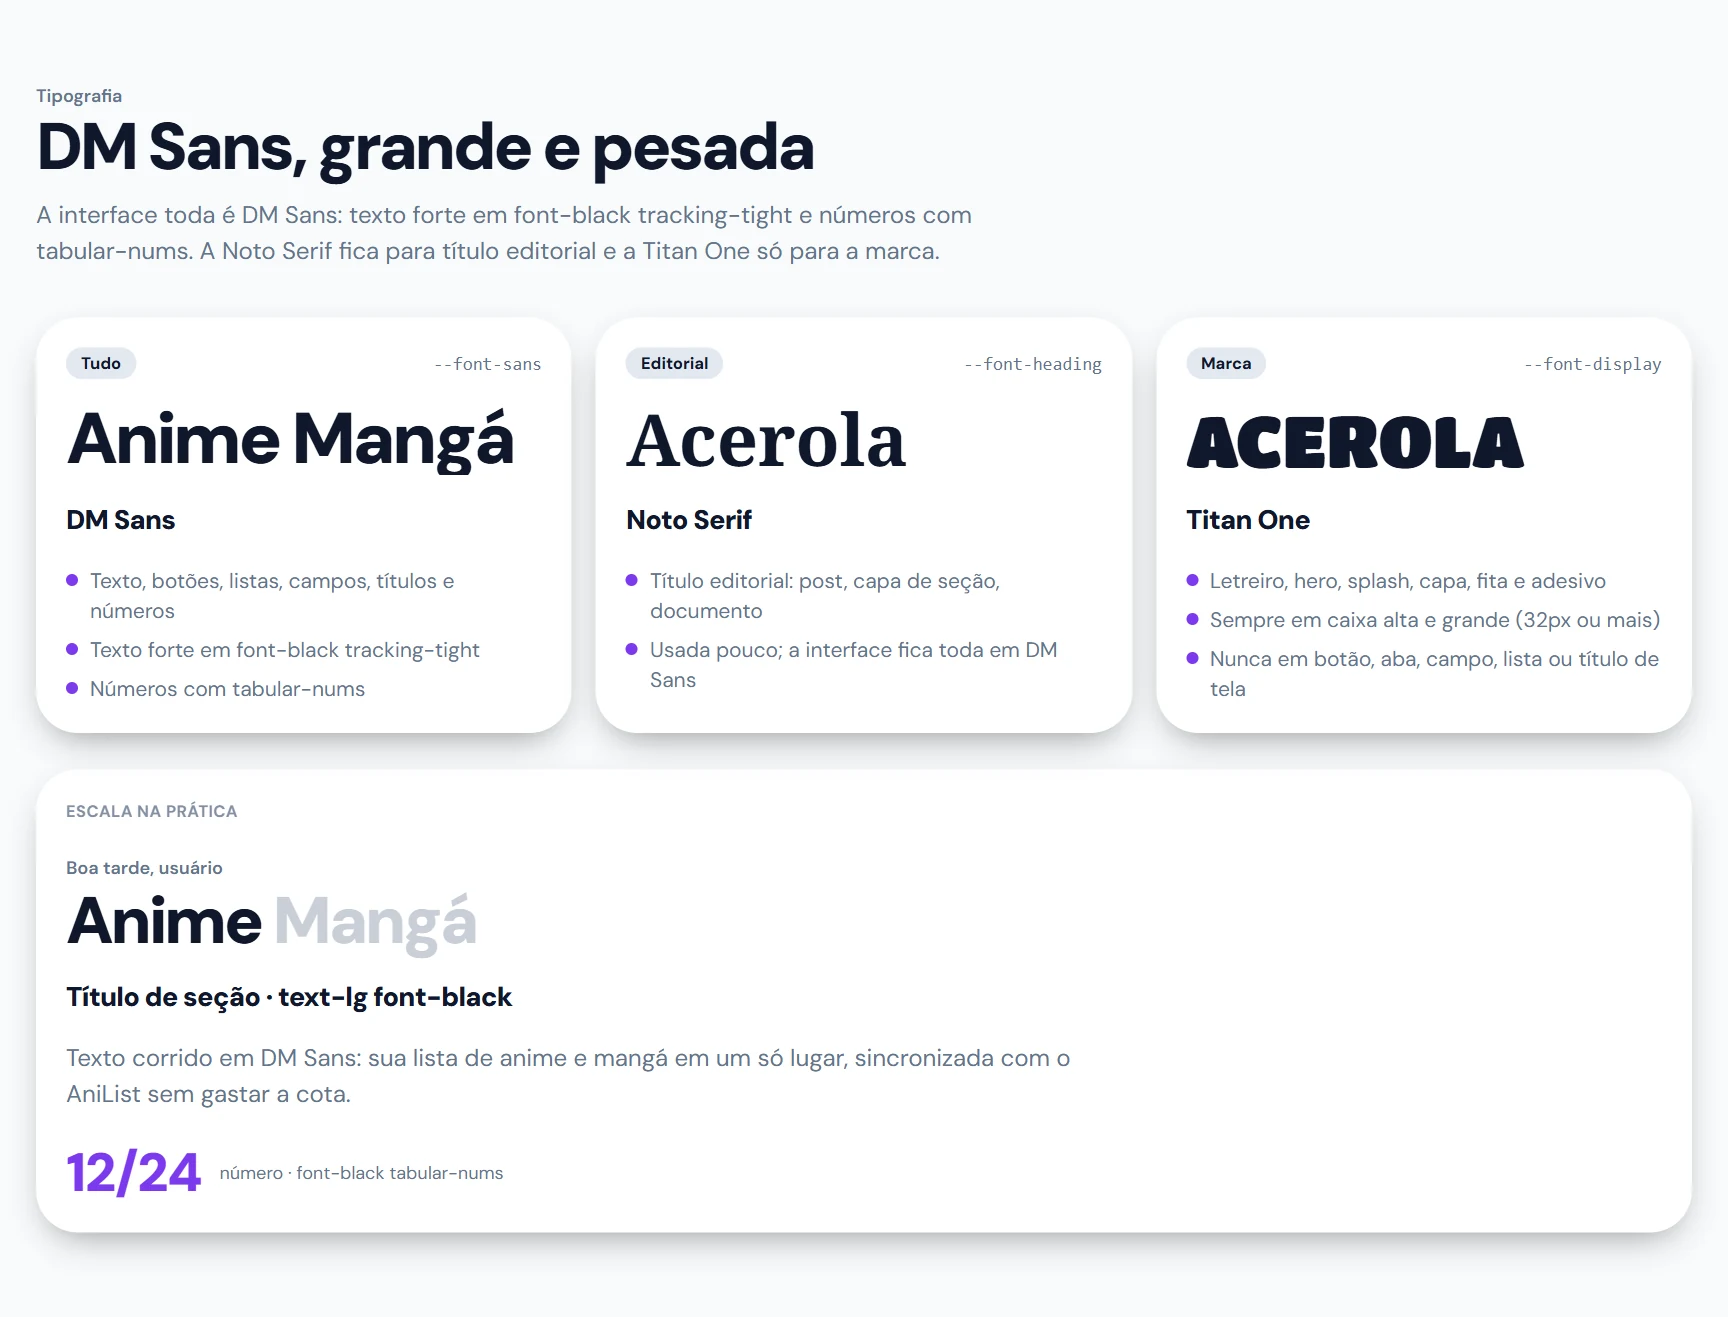 Tipografia
DM Sans, grande e pesada
A interface toda é DM Sans: texto forte em font-black tracking-tight e números com
tabular-nums. A Noto Serif fica para título editorial e a Titan One só para a marca.
Tudo
--font-sans
Anime Mangá
DM Sans
Texto, botões, listas, campos, títulos e
números
Texto forte em font-black tracking-tight
Números com tabular-nums
Editorial
--font-heading
Acerola
Noto Serif
Título editorial: post, capa de seção,
documento
Usada pouco; a interface fica toda em DM
Sans
Marca
--font-display
ACEROLA
Titan One
Letreiro, hero, splash, capa, fita e adesivo
Sempre em caixa alta e grande (32px ou mais)
Nunca em botão, aba, campo, lista ou título de
tela
ESCALA NA PRÁTICA
Boa tarde, usuário
Anime Mangá
Título de seção · text-lg font-black
Texto corrido em DM Sans: sua lista de anime e mangá em um só lugar, sincronizada com o
AniList sem gastar a cota.
12/24 número · font-black tabular-nums